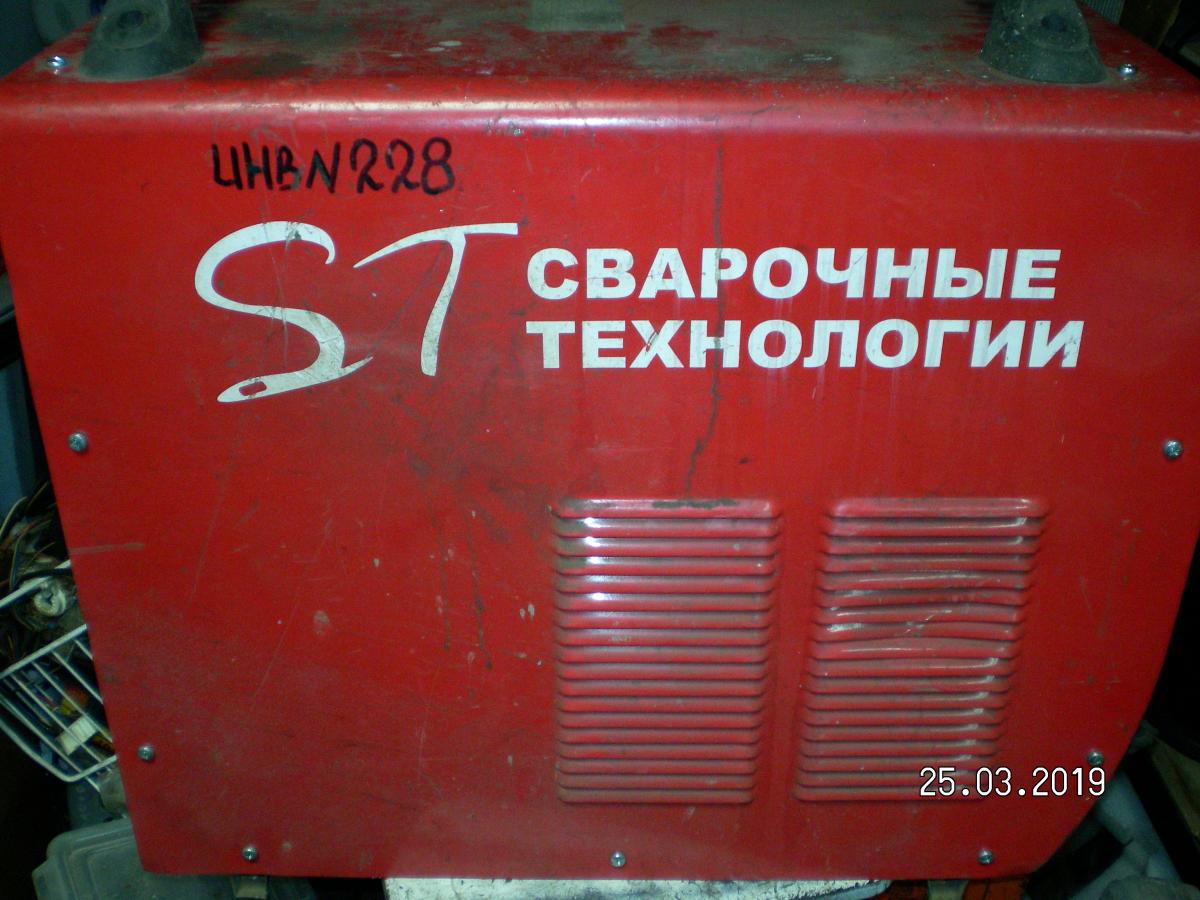 ИНВN228
ST
СВАРОЧНЫЕ
ТЕХНОЛОГИИ
25.03.2019